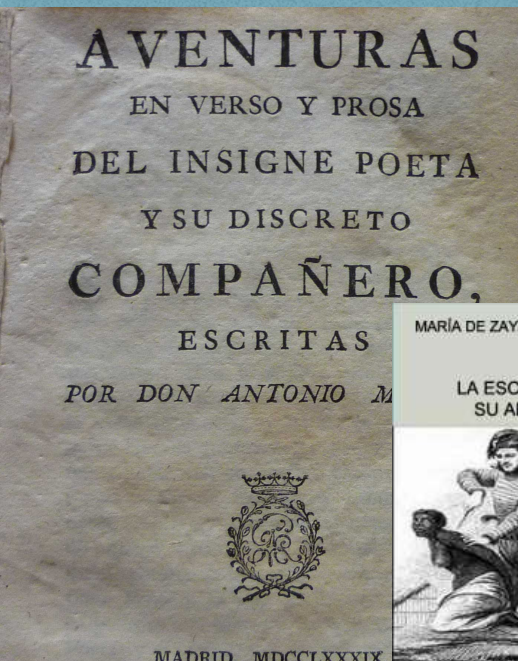 AVENTURAS
EN VERSO Y PROSA
DEL INSIGNE POETA
Y SU DISCRETO
COMPAÑERO,
ESCRITAS
POR DON ANTONIO M
MARÍA DE ZAY
LA ESC
SU A
MADRID MDCCLXXXIX